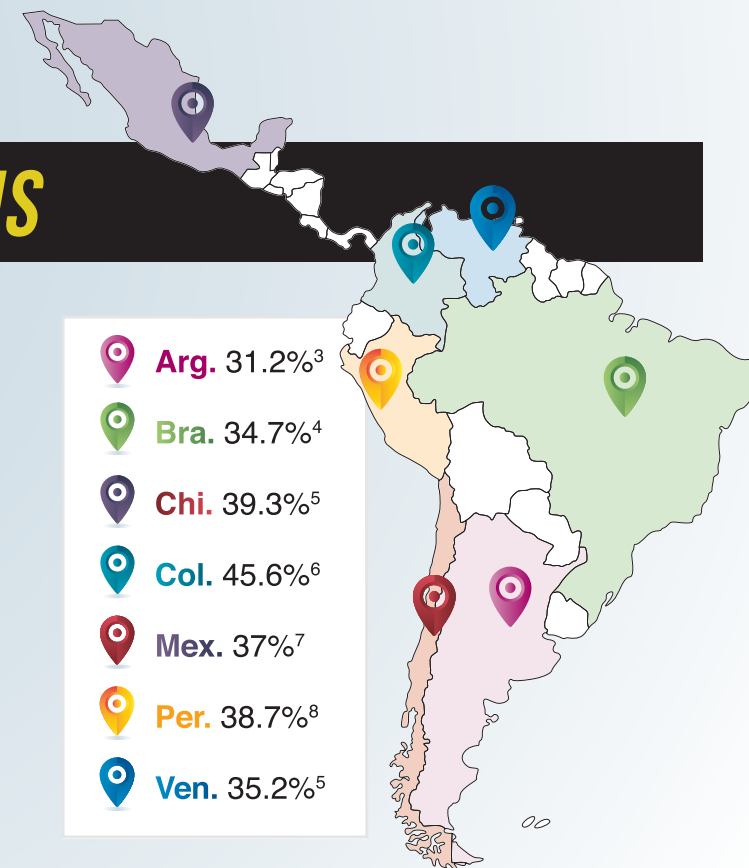 US
Arg. 31.2%³
Bra. 34.7%⁴
Chi. 39.3%⁵
Col. 45.6%⁶
Mex. 37%⁷
Per. 38.7%⁸
Ven. 35.2%⁵